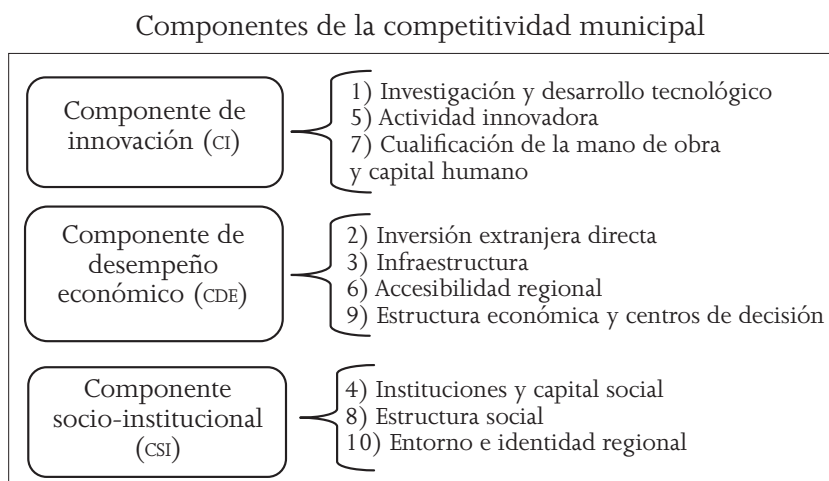 Componentes de la competitividad municipal
Componente de
innovación (CI)
1) Investigación y desarrollo tecnológico
5) Actividad innovadora
7) Cualificación de la mano de obra
y capital humano
Componente de
desempeño
económico (CDE)
2) Inversión extranjera directa
3) Infraestructura
6) Accesibilidad regional
9) Estructura económica y centros de decisión
Componente
socio-institucional
(CSI)
4) Instituciones y capital social
8) Estructura social
10) Entorno e identidad regional